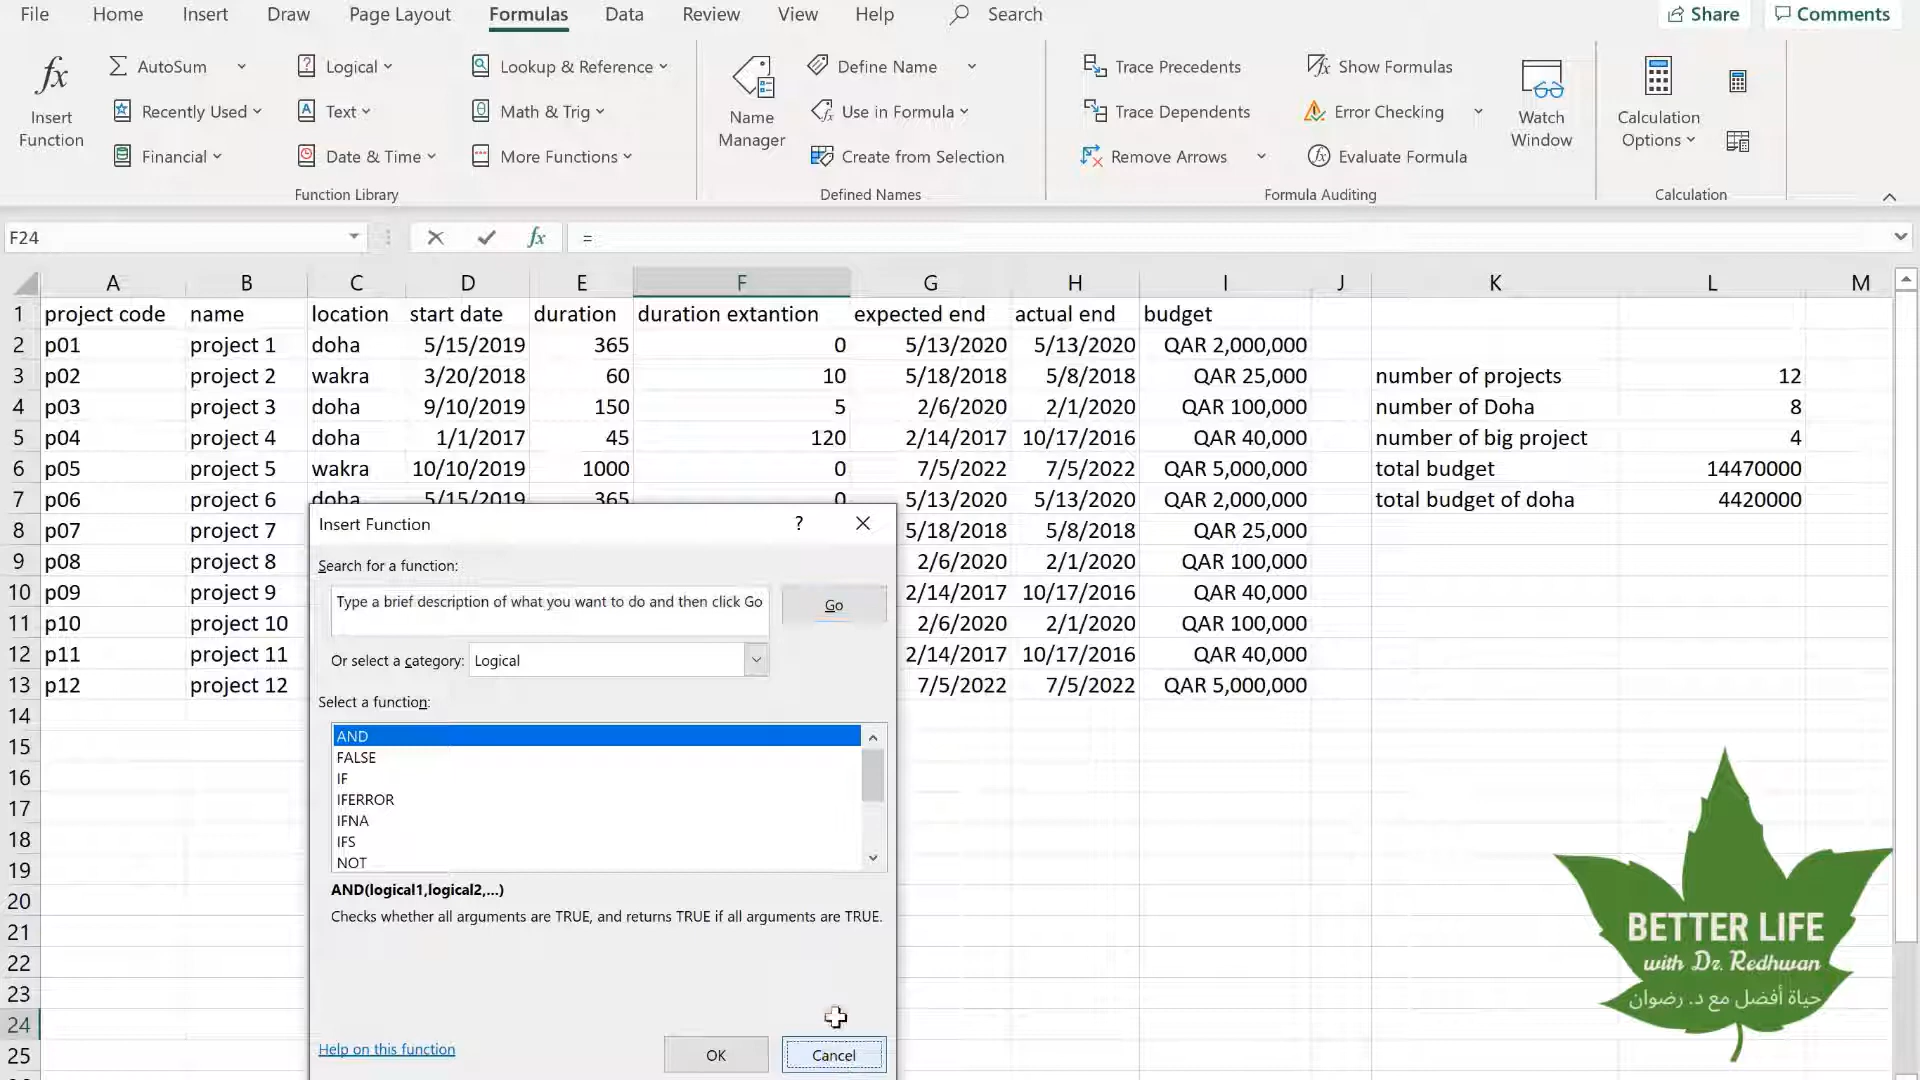 File Home Insert Draw Page Layout Formulas Data Review View Help Search Share Comments
Insert Function
AutoSum
Recently Used
Financial
Logical
Text
Date & Time
Lookup & Reference
Math & Trig
More Functions
Function Library
Name Manager
Define Name
Use in Formula
Create from Selection
Defined Names
Trace Precedents
Trace Dependents
Remove Arrows
Show Formulas
Error Checking
Evaluate Formula
Formula Auditing
Watch Window
Calculation Options
Calculation
F24 fx =
A B C D E F G H I J K L M
1 project code name location start date duration duration extantion expected end actual end budget
2 p01 project 1 doha 5/15/2019 365 0 5/13/2020 5/13/2020 QAR 2,000,000
3 p02 project 2 wakra 3/20/2018 60 10 5/18/2018 5/8/2018 QAR 25,000 number of projects 12
4 p03 project 3 doha 9/10/2019 150 5 2/6/2020 2/1/2020 QAR 100,000 number of Doha 8
5 p04 project 4 doha 1/1/2017 45 120 2/14/2017 10/17/2016 QAR 40,000 number of big project 4
6 p05 project 5 wakra 10/10/2019 1000 0 7/5/2022 7/5/2022 QAR 5,000,000 total budget 14470000
7 p06 project 6 doha 5/15/2019 365 0 5/13/2020 5/13/2020 QAR 2,000,000 total budget of doha 4420000
8 p07 project 7 5/18/2018 5/8/2018 QAR 25,000
9 p08 project 8 2/6/2020 2/1/2020 QAR 100,000
10 p09 project 9 2/14/2017 10/17/2016 QAR 40,000
11 p10 project 10 2/6/2020 2/1/2020 QAR 100,000
12 p11 project 11 2/14/2017 10/17/2016 QAR 40,000
13 p12 project 12 7/5/2022 7/5/2022 QAR 5,000,000
14
15
16
17
18
19
20
21
22
23
24
25
Insert Function ?
Search for a function:
Type a brief description of what you want to do and then click Go
Go
Or select a category: Logical
Select a function:
AND
FALSE
IF
IFERROR
IFNA
IFS
NOT
AND(logical1,logical2,...)
Checks whether all arguments are TRUE, and returns TRUE if all arguments are TRUE.
Help on this function
OK Cancel
BETTER LIFE
with Dr. Redhwan
حياة أفضل مع د. رضوان